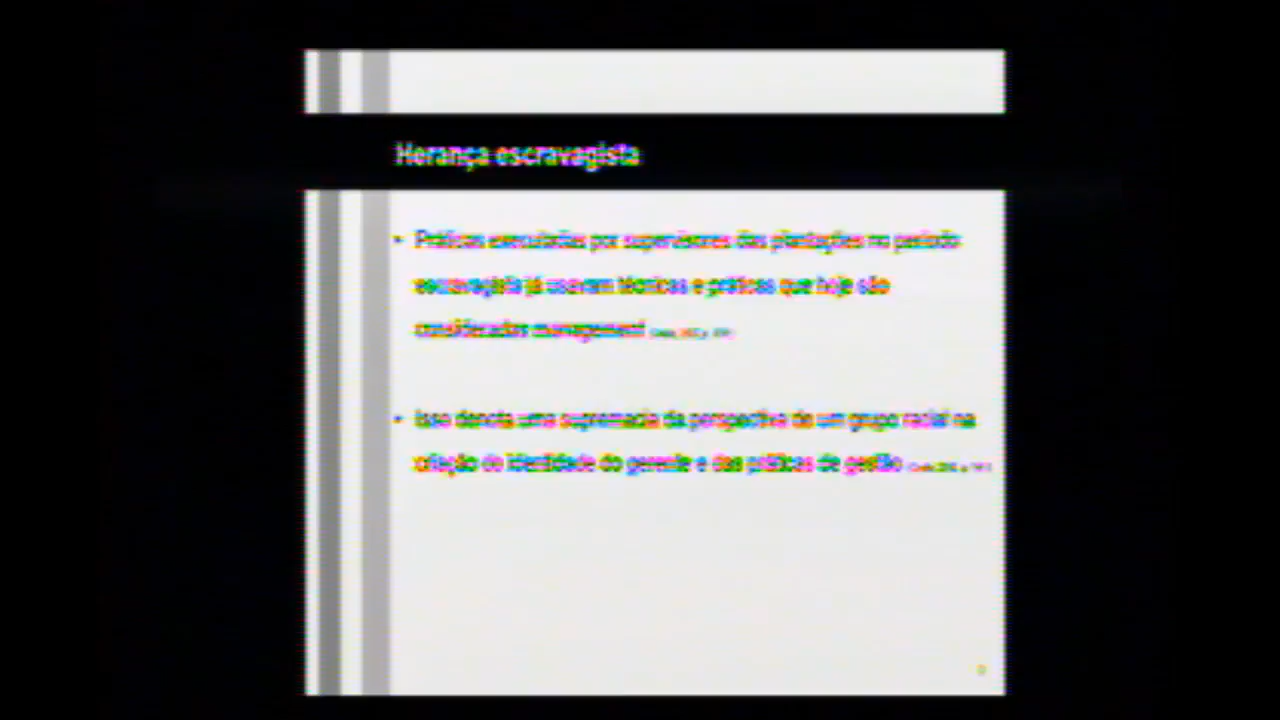 Herança escravagista
• Práticas executadas por supervisores das plantações no período
escravagista já usavam técnicas e práticas que hoje são
consideradas management
• Isso denota uma supremacia da perspectiva de um grupo racial na
criação de identidade do gerente e das práticas de gestão